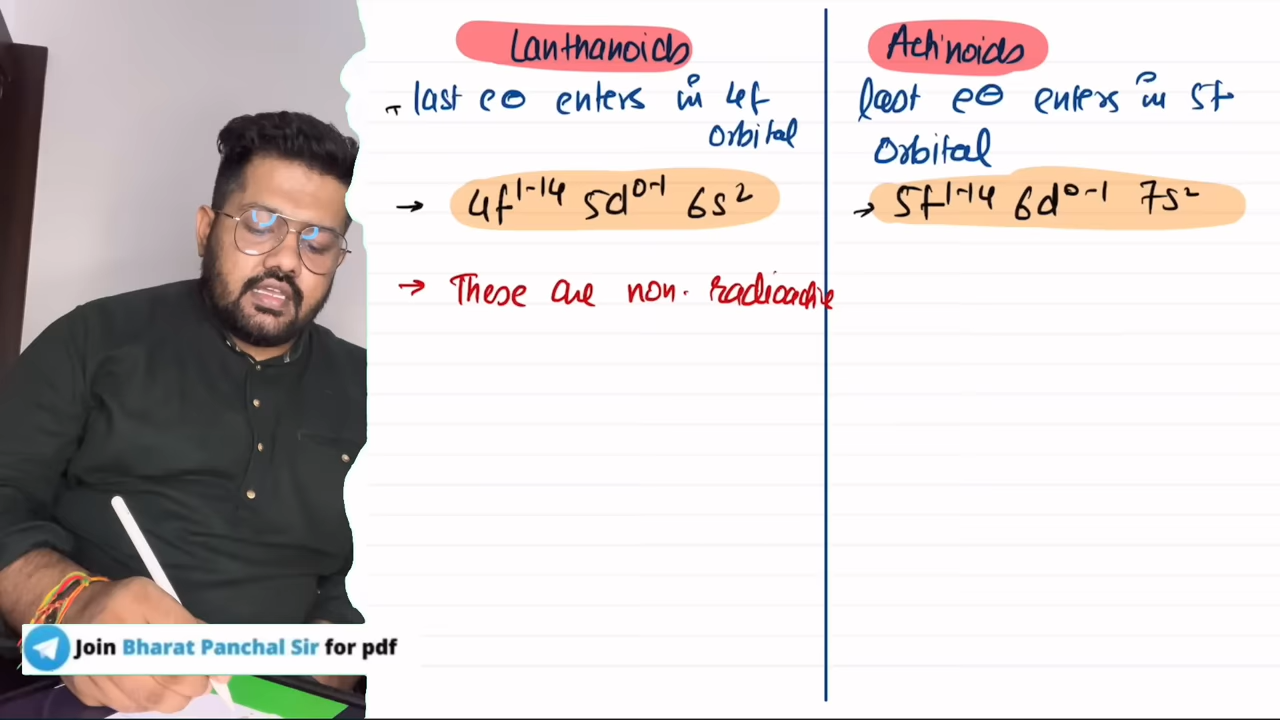 Lanthanoids
last e⊖ enters in 4f
orbital
→ 4f¹⁻¹⁴ 5d⁰⁻¹ 6s²
→ These are non. radioactive
Actinoids
last e⊖ enters in 5f
Orbital
→ 5f¹⁻¹⁴ 6d⁰⁻¹ 7s²
Join Bharat Panchal Sir for pdf